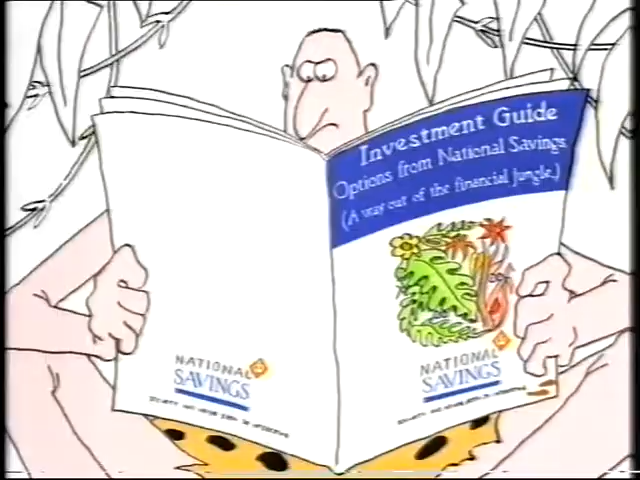 Investment Guide
Options from National Savings
(A way out of the financial Jungle.)
NATIONAL
SAVINGS
NATIONAL
SAVINGS